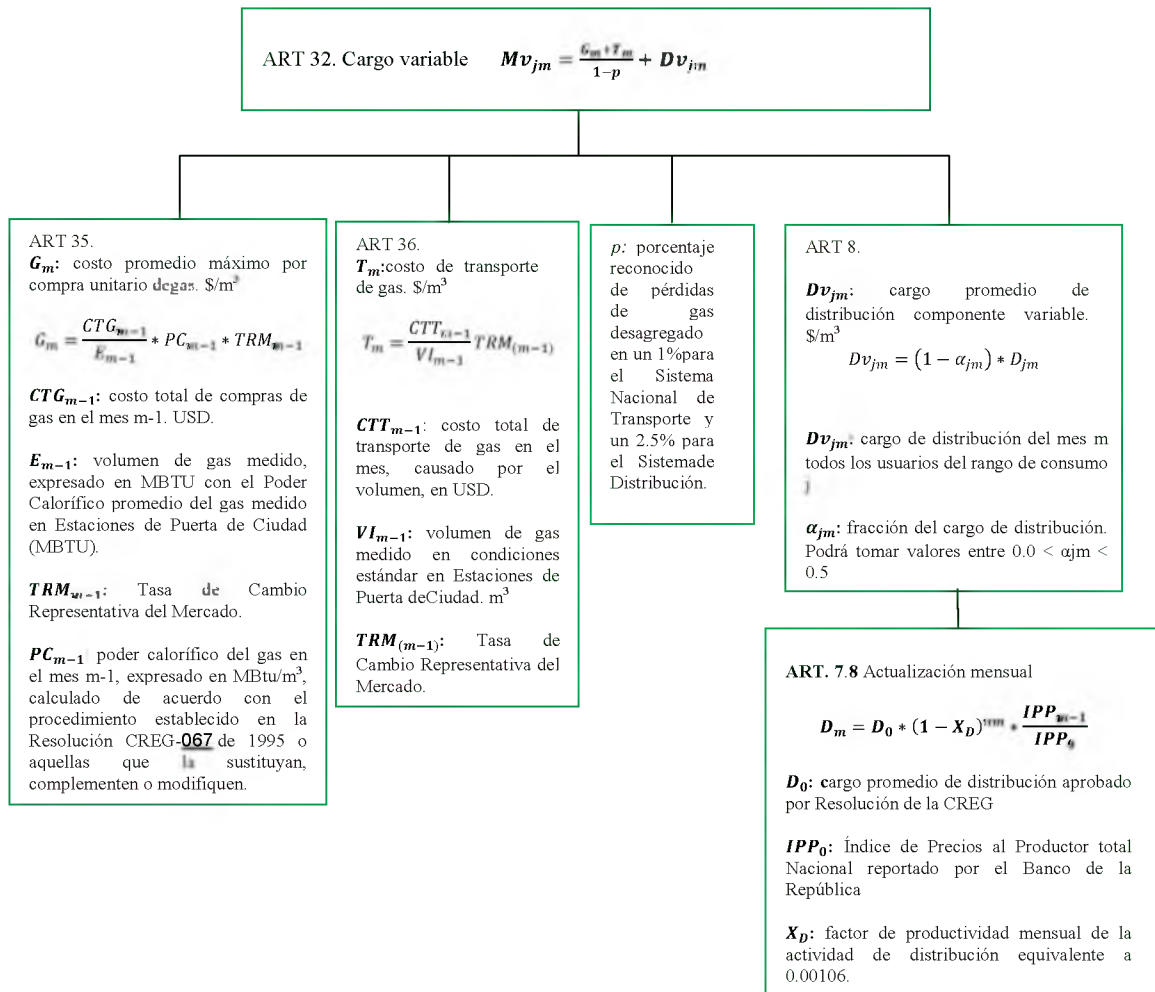 ART 32. Cargo variable Mv_jm = (G_m+T_m)/(1-p) + Dv_jm
ART 35.
G_m: costo promedio máximo por
compra unitario degas. $/m³
G_m = CTG_m-1/E_m-1 * PC_m-1 * TRM_m-1
CTG_m-1: costo total de compras de
gas en el mes m-1. USD.
E_m-1: volumen de gas medido,
expresado en MBTU con el Poder
Calorífico promedio del gas medido
en Estaciones de Puerta de Ciudad
(MBTU).
TRM_m-1: Tasa de Cambio
Representativa del Mercado.
PC_m-1 poder calorífico del gas en
el mes m-1, expresado en MBtu/m³,
calculado de acuerdo con el
procedimiento establecido en la
Resolución CREG-067 de 1995 o
aquellas que la sustituyan,
complementen o modifiquen.
ART 36.
T_m:costo de transporte
de gas. $/m³
T_m = CTT_m-1/VI_m-1 TRM_(m-1)
CTT_m-1: costo total de
transporte de gas en el
mes, causado por el
volumen, en USD.
VI_m-1: volumen de gas
medido en condiciones
estándar en Estaciones de
Puerta deCiudad. m³
TRM_(m-1): Tasa de
Cambio Representativa del
Mercado.
p: porcentaje
reconocido
de pérdidas
de gas
desagregado
en un 1%para
el Sistema
Nacional de
Transporte y
un 2.5% para
el Sistemade
Distribución.
ART 8.
Dv_jm: cargo promedio de
distribución componente variable.
$/m³
Dv_jm = (1 − α_jm) * D_jm
Dv_jm: cargo de distribución del mes m
todos los usuarios del rango de consumo
j
α_jm: fracción del cargo de distribución.
Podrá tomar valores entre 0.0 < αjm <
0.5
ART. 7.8 Actualización mensual
D_m = D_0 * (1 − X_D)^nm * IPP_m-1/IPP_0
D_0: cargo promedio de distribución aprobado
por Resolución de la CREG
IPP_0: Índice de Precios al Productor total
Nacional reportado por el Banco de la
República
X_D: factor de productividad mensual de la
actividad de distribución equivalente a
0.00106.